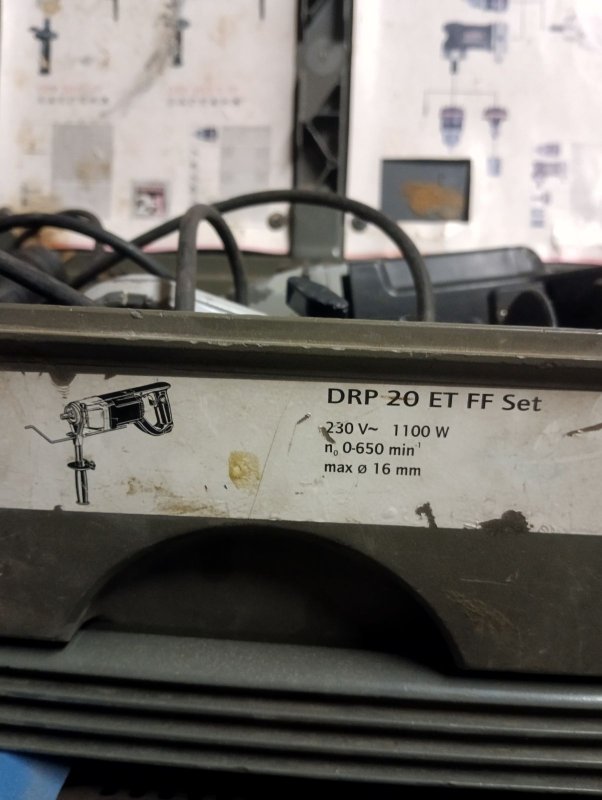 DRP 20 ET FF Set
230 V~ 1100 W
n₀ 0-650 min⁻¹
max ø 16 mm